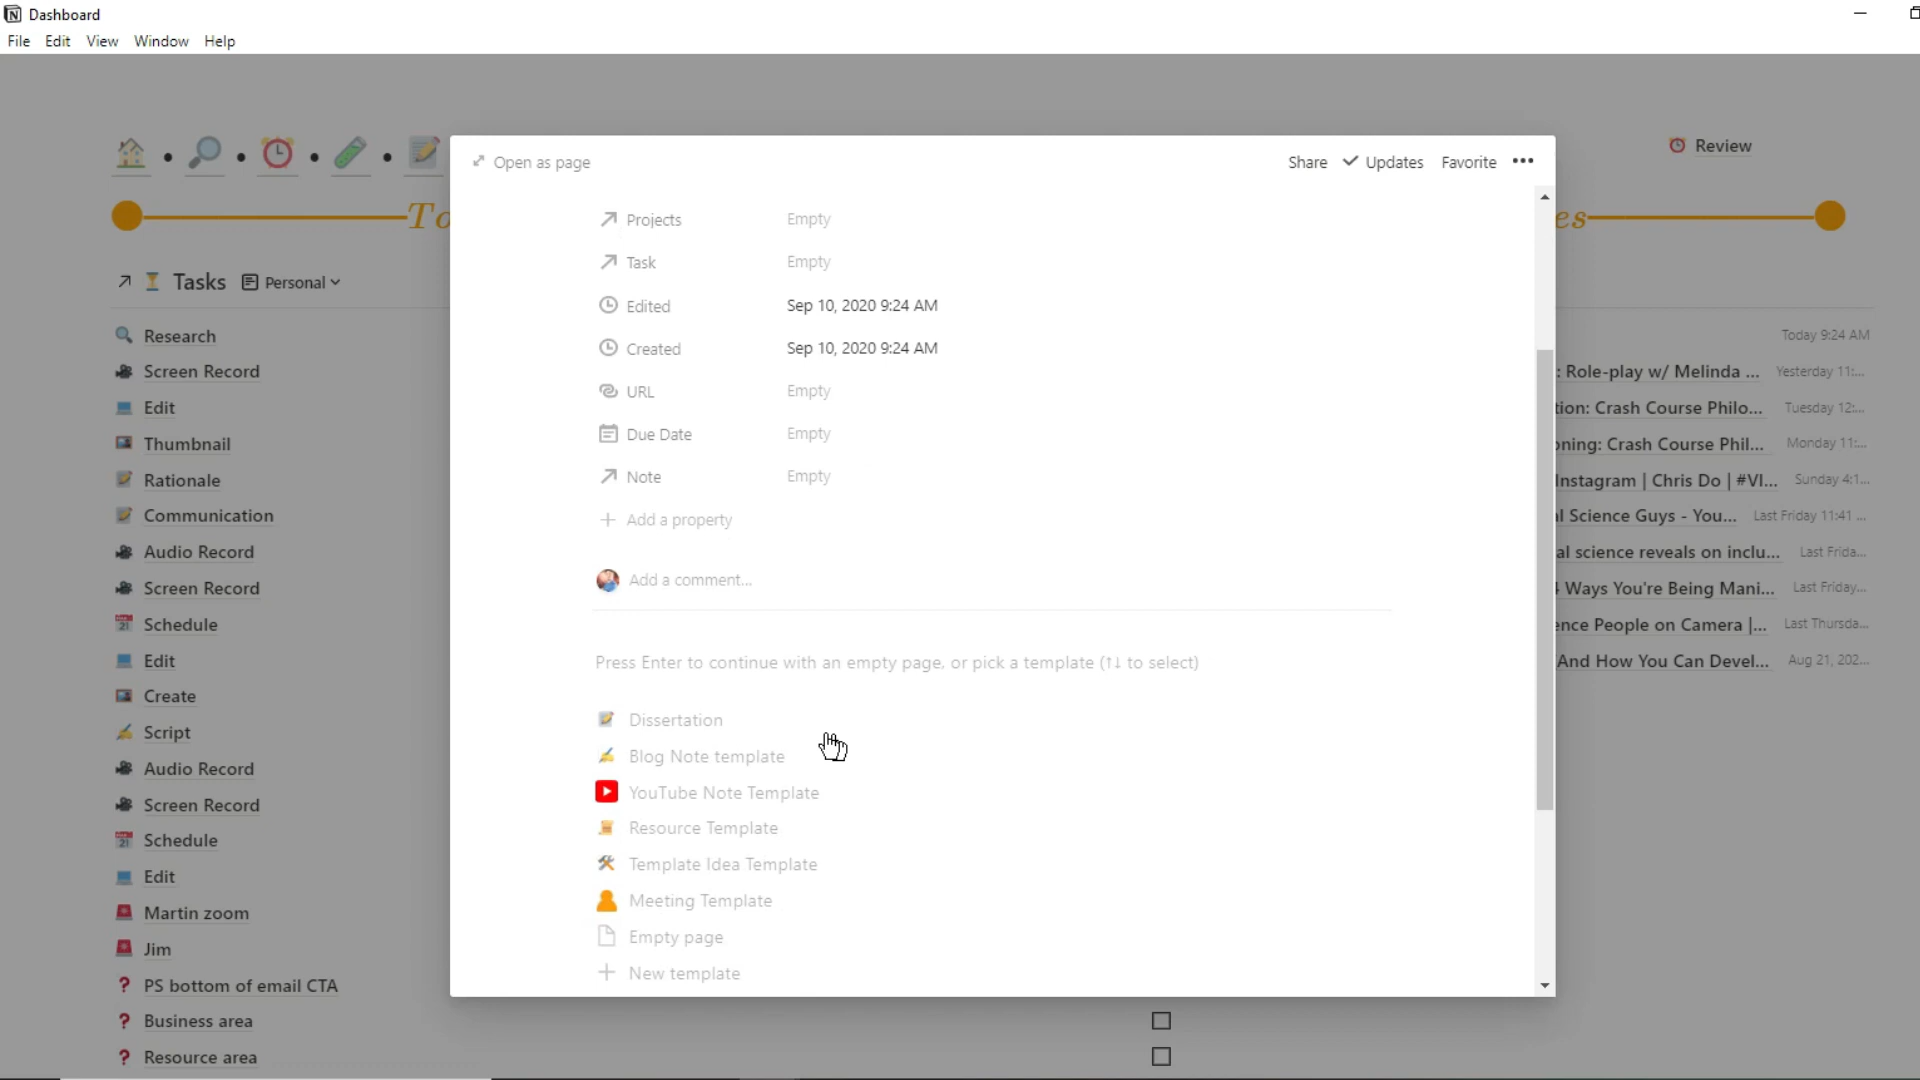 Dashboard
File Edit View Window Help
Review
To
es
Tasks Personal
Research
Screen Record
Edit
Thumbnail
Rationale
Communication
Audio Record
Screen Record
Schedule
Edit
Create
Script
Audio Record
Screen Record
Schedule
Edit
Martin zoom
Jim
? PS bottom of email CTA
? Business area
? Resource area
Open as page
Share Updates Favorite •••
Projects Empty
Task Empty
Edited Sep 10, 2020 9:24 AM
Created Sep 10, 2020 9:24 AM
URL Empty
Due Date Empty
Note Empty
+ Add a property
Add a comment...
Press Enter to continue with an empty page, or pick a template (↑↓ to select)
Dissertation
Blog Note template
YouTube Note Template
Resource Template
Template Idea Template
Meeting Template
Empty page
+ New template
Today 9:24 AM
: Role-play w/ Melinda ... Yesterday 11:...
tion: Crash Course Philo... Tuesday 12:...
oning: Crash Course Phil... Monday 11:...
Instagram | Chris Do | #VI... Sunday 4:1...
al Science Guys - You... Last Friday 11:41 ...
al science reveals on inclu... Last Frida...
4 Ways You're Being Mani... Last Friday...
ence People on Camera |... Last Thursda...
And How You Can Devel... Aug 21, 202...